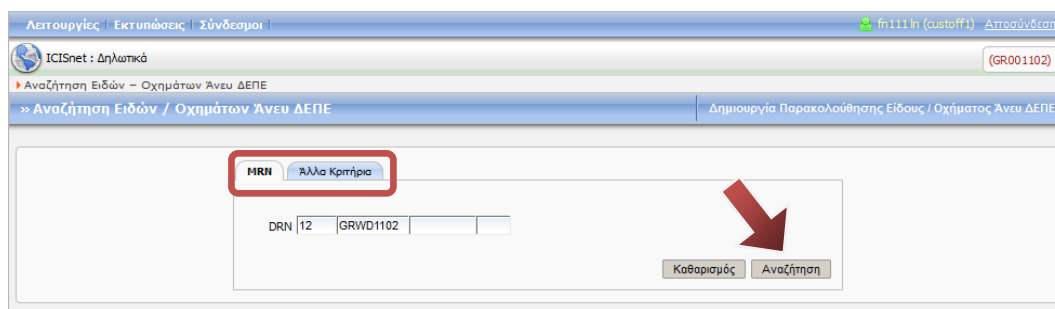 Λειτουργίες | Εκτυπώσεις | Σύνδεσμοι | fn111 ln (custoff1) Αποσύνδεση
ICISnet : Δηλωτικά (GR001102)
Αναζήτηση Ειδών – Οχημάτων Άνευ ΔΕΠΕ
» Αναζήτηση Ειδών / Οχημάτων Άνευ ΔΕΠΕ Δημιουργία Παρακολούθησης Είδους / Οχήματος Άνευ ΔΕΠΕ
MRN Άλλα Κριτήρια
DRN 12 GRWD1102
Καθαρισμός Αναζήτηση